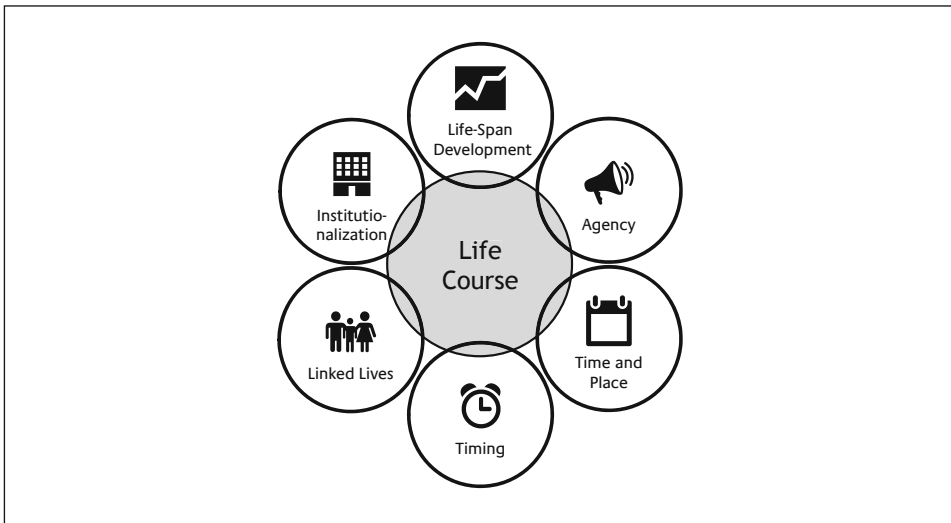 Life-Span
Development
Institutio-
nalization
Agency
Life
Course
Linked Lives
Time and
Place
Timing